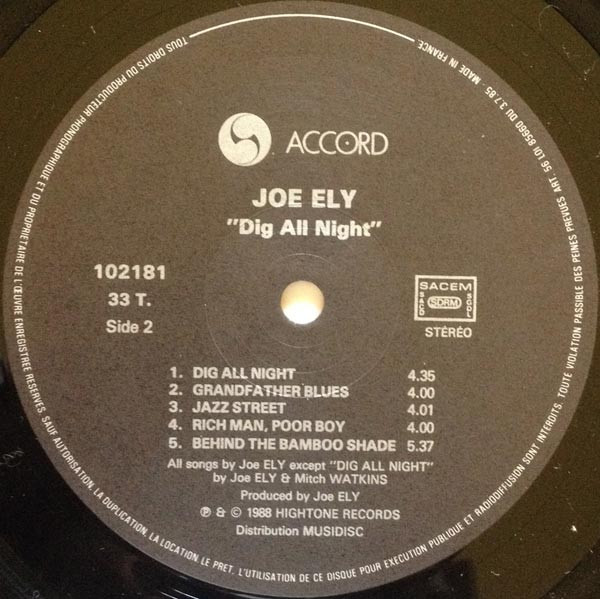 TOUS DROITS DU PRODUCTEUR PHONOGRAPHIQUE ET DU PROPRIETAIRE DE L'ŒUVRE ENREGISTREE RESERVES. SAUF AUTORISATION, LA DUPLICATION, LA LOCATION, LE PRET, L'UTILISATION DE CE DISQUE POUR EXECUTION PUBLIQUE ET RADIODIFFUSION SONT INTERDITS. TOUTE VIOLATION PASSIBLE DES PEINES PREVUES ART. 56 LOI 85660 DU 3.7.85 MADE IN FRANCE.
ACCORD
JOE ELY
"Dig All Night"
102181
33 T.
Side 2
SACEM
SACD
SDRM
SGDL
STÉRÉO
1. DIG ALL NIGHT 4.35
2. GRANDFATHER BLUES 4.00
3. JAZZ STREET 4.01
4. RICH MAN, POOR BOY 4.00
5. BEHIND THE BAMBOO SHADE 5.37
All songs by Joe ELY except "DIG ALL NIGHT"
by Joe ELY & Mitch WATKINS
Produced by Joe ELY
℗ & © 1988 HIGHTONE RECORDS
Distribution MUSIDISC